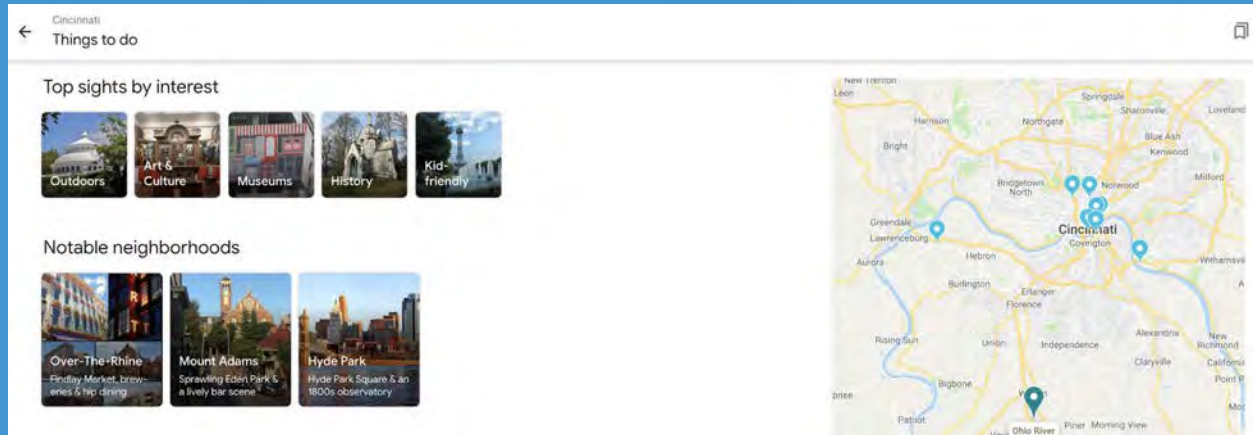 Cincinnati
Things to do
Top sights by interest
Outdoors
Art &
Culture
Museums
History
Kid-
friendly
Notable neighborhoods
Over-The-Rhine
Findlay Market, brew-
eries & hip dining
Mount Adams
Sprawling Eden Park &
a lively bar scene
Hyde Park
Hyde Park Square & an
1800s observatory
New Trenton
Leon
Springdale
Sharonville
Loveland
Harrison
Northgate
Blue Ash
Bright
Kenwood
Milford
Bridgetown
North
Norwood
Greendale
Lawrenceburg
Cincinnati
Covington
Hebron
Aurora
Burlington
Erlanger
Florence
Rising Sun
Union
Independence
Alexandria
New
Richmond
Claryville
California
Bigbone
Point P
prise
Patriot
Ohio River
Piner
Morning View